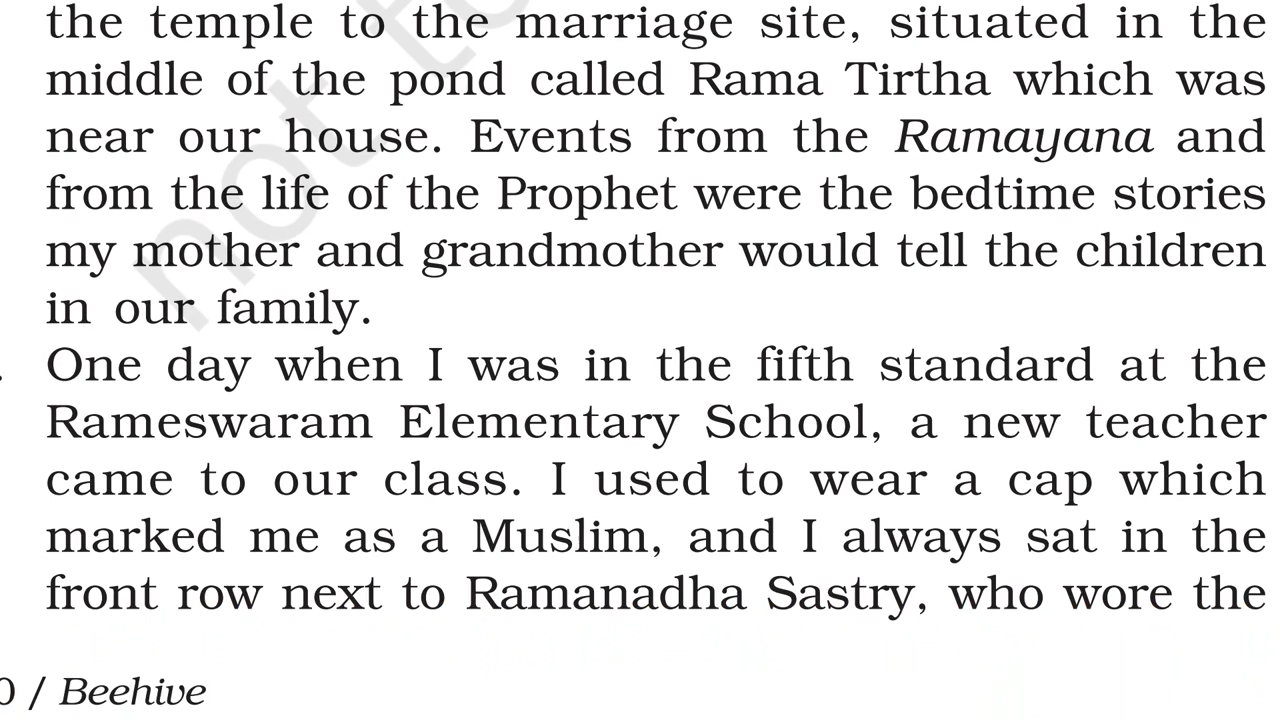 the temple to the marriage site, situated in the
middle of the pond called Rama Tirtha which was
near our house. Events from the Ramayana and
from the life of the Prophet were the bedtime stories
my mother and grandmother would tell the children
in our family.
One day when I was in the fifth standard at the
Rameswaram Elementary School, a new teacher
came to our class. I used to wear a cap which
marked me as a Muslim, and I always sat in the
front row next to Ramanadha Sastry, who wore the
0 / Beehive
not to